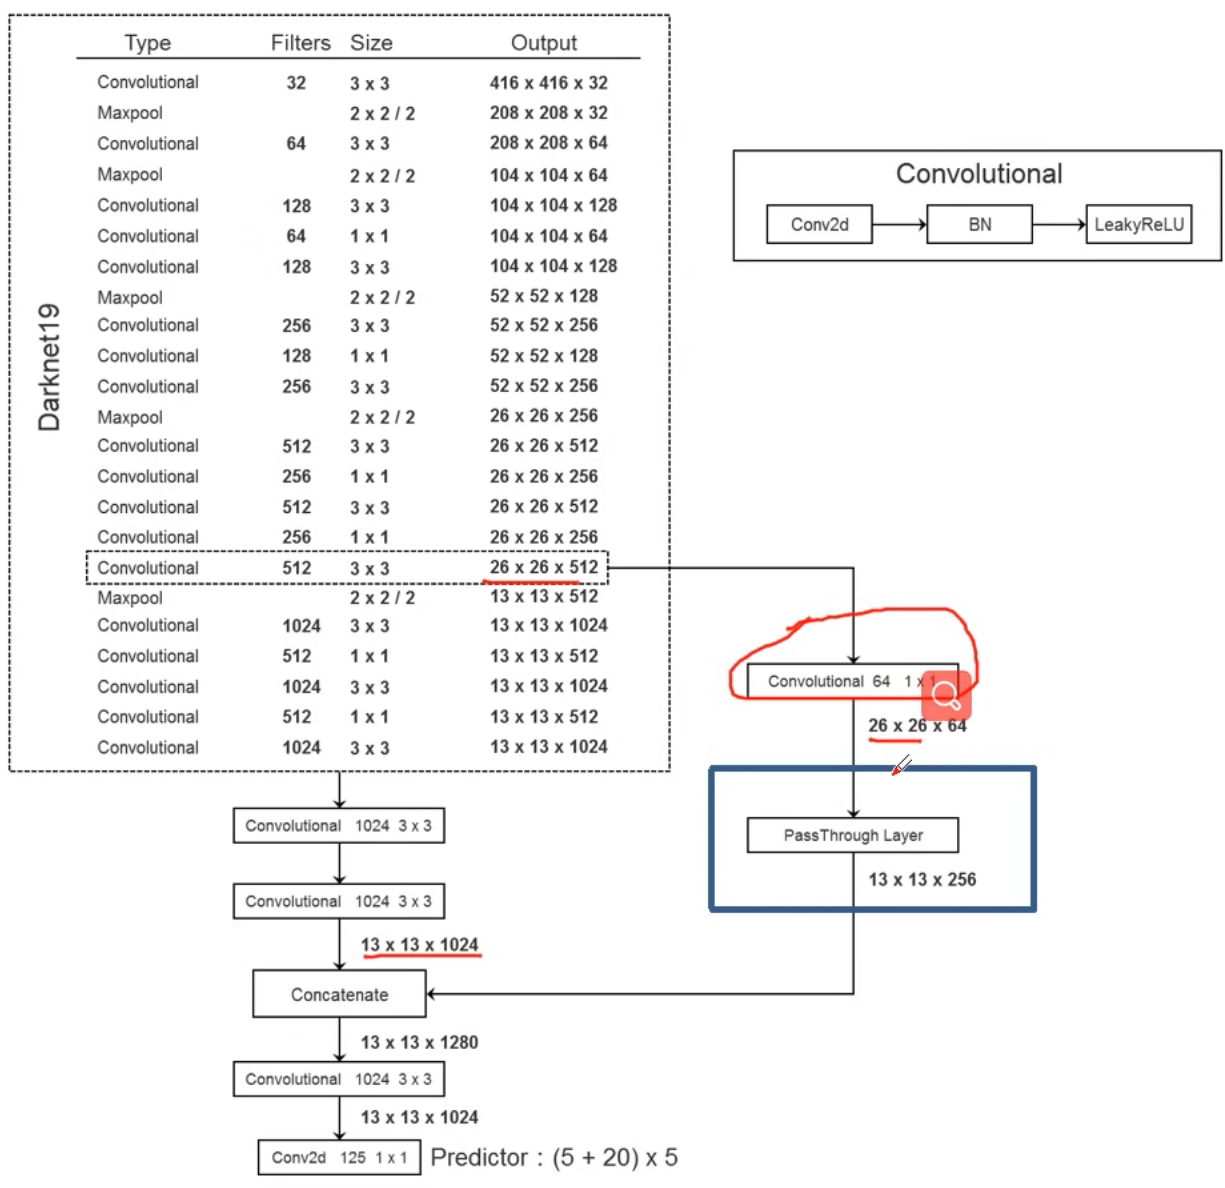 Type Filters Size Output
Convolutional 32 3 x 3 416 x 416 x 32
Maxpool 2 x 2 / 2 208 x 208 x 32
Convolutional 64 3 x 3 208 x 208 x 64
Maxpool 2 x 2 / 2 104 x 104 x 64
Convolutional 128 3 x 3 104 x 104 x 128
Convolutional 64 1 x 1 104 x 104 x 64
Convolutional 128 3 x 3 104 x 104 x 128
Maxpool 2 x 2 / 2 52 x 52 x 128
Convolutional 256 3 x 3 52 x 52 x 256
Convolutional 128 1 x 1 52 x 52 x 128
Convolutional 256 3 x 3 52 x 52 x 256
Maxpool 2 x 2 / 2 26 x 26 x 256
Convolutional 512 3 x 3 26 x 26 x 512
Convolutional 256 1 x 1 26 x 26 x 256
Convolutional 512 3 x 3 26 x 26 x 512
Convolutional 256 1 x 1 26 x 26 x 256
Convolutional 512 3 x 3 26 x 26 x 512
Maxpool 2 x 2 / 2 13 x 13 x 512
Convolutional 1024 3 x 3 13 x 13 x 1024
Convolutional 512 1 x 1 13 x 13 x 512
Convolutional 1024 3 x 3 13 x 13 x 1024
Convolutional 512 1 x 1 13 x 13 x 512
Convolutional 1024 3 x 3 13 x 13 x 1024
Darknet19
Convolutional
Conv2d BN LeakyReLU
Convolutional 64 1 x 1
26 x 26 x 64
PassThrough Layer
13 x 13 x 256
Convolutional 1024 3 x 3
Convolutional 1024 3 x 3
13 x 13 x 1024
Concatenate
13 x 13 x 1280
Convolutional 1024 3 x 3
13 x 13 x 1024
Conv2d 125 1 x 1 Predictor : (5 + 20) x 5